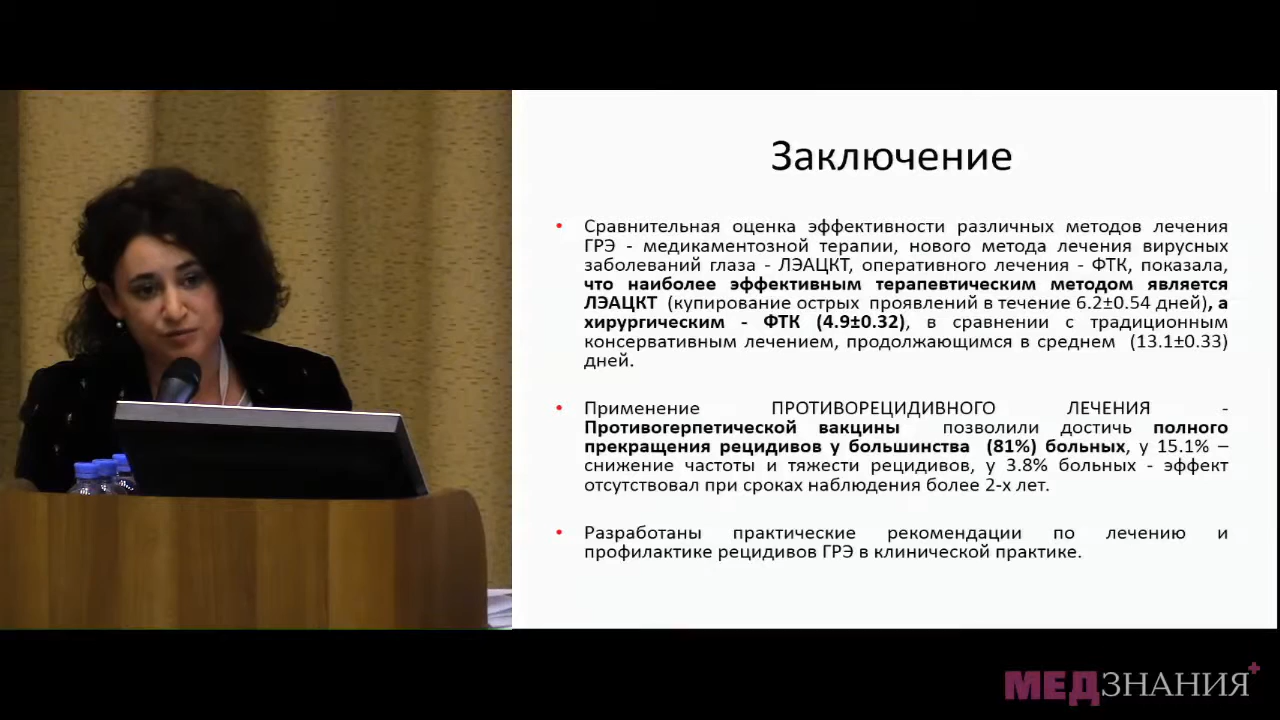 Заключение
• Сравнительная оценка эффективности различных методов лечения
ГРЭ - медикаментозной терапии, нового метода лечения вирусных
заболеваний глаза - ЛЭАЦКТ, оперативного лечения - ФТК, показала,
что наиболее эффективным терапевтическим методом является
ЛЭАЦКТ (купирование острых проявлений в течение 6.2±0.54 дней), а
хирургическим - ФТК (4.9±0.32), в сравнении с традиционным
консервативным лечением, продолжающимся в среднем (13.1±0.33)
дней.
• Применение ПРОТИВОРЕЦИДИВНОГО ЛЕЧЕНИЯ -
Противогерпетической вакцины позволили достичь полного
прекращения рецидивов у большинства (81%) больных, у 15.1% –
снижение частоты и тяжести рецидивов, у 3.8% больных - эффект
отсутствовал при сроках наблюдения более 2-х лет.
• Разработаны практические рекомендации по лечению и
профилактике рецидивов ГРЭ в клинической практике.
МЕДЗНАНИЯ+